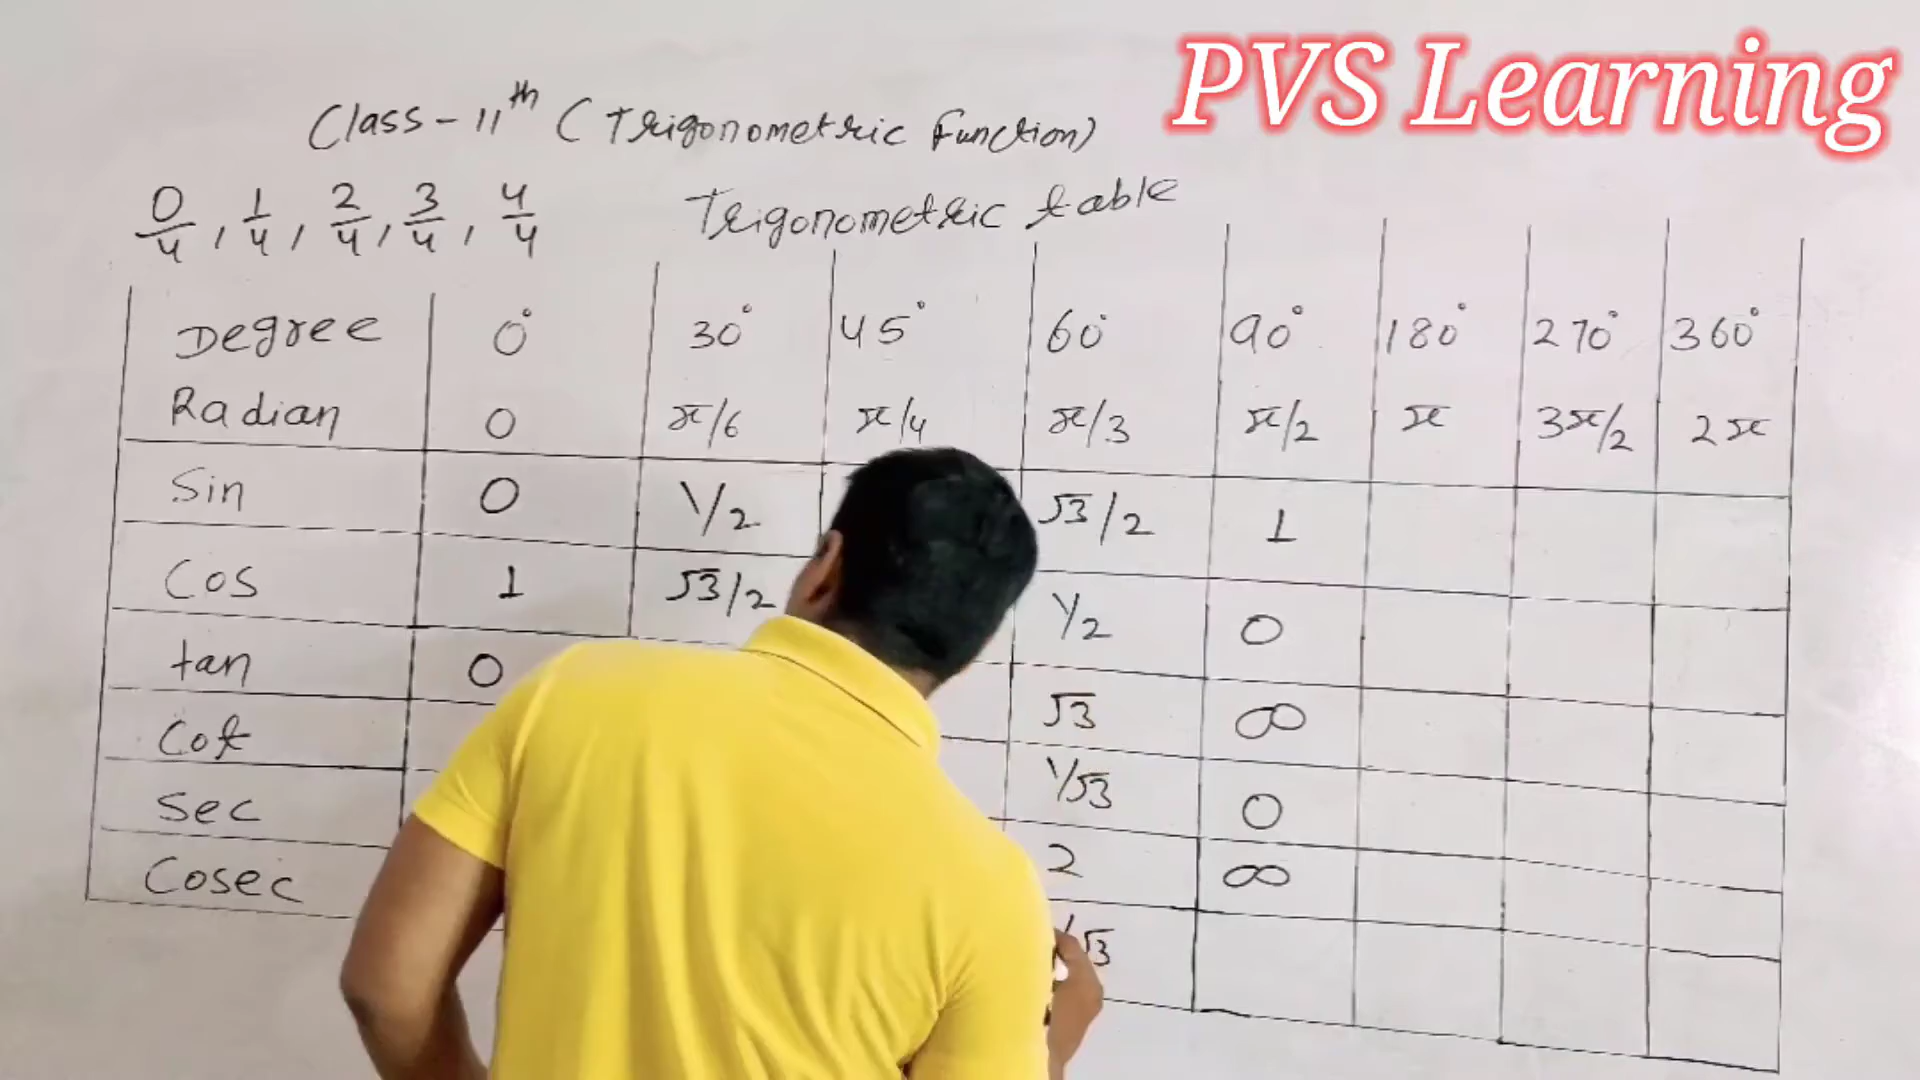 PVS Learning
Class-11th (Trigonometric Function)
0/4, 1/4, 2/4, 3/4, 4/4
Trigonometric table
Degree 0° 30° 45° 60° 90° 180° 270° 360°
Radian 0 π/6 π/4 π/3 π/2 π 3π/2 2π
Sin 0 1/2 √3/2 1
Cos 1 √3/2 1/2 0
tan 0 √3 ∞
Cot 1/√3 0
Sec 2 ∞
Cosec √3